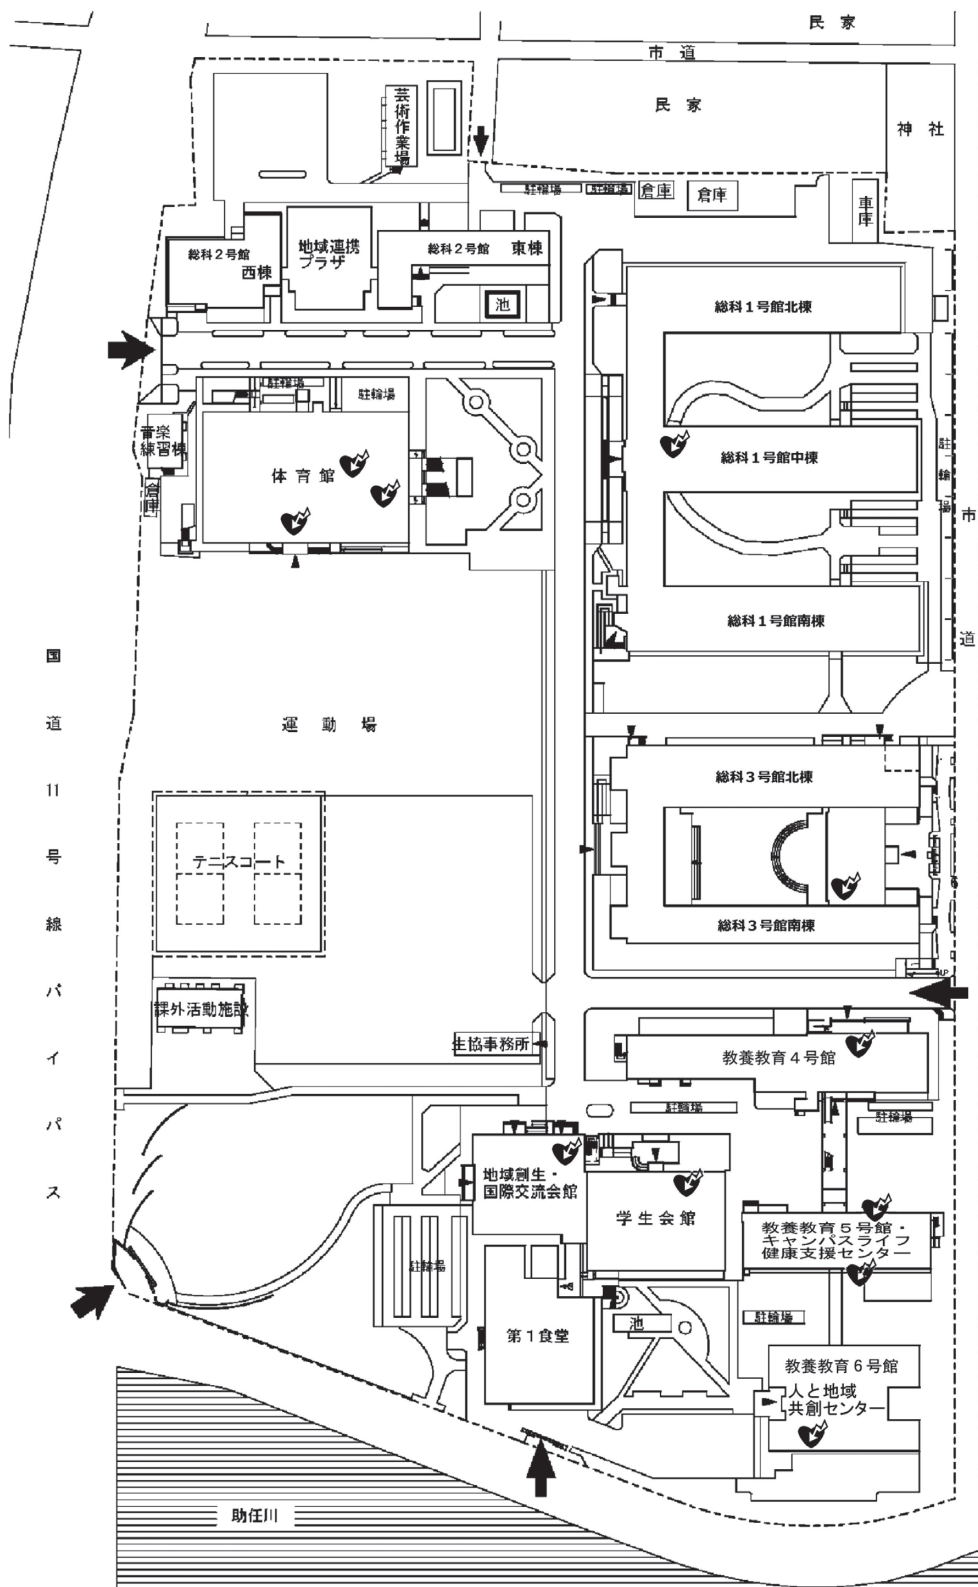 民家
市道
民家
神社
芸術作業場
駐輪場
駐輪場
倉庫
倉庫
車庫
総科2号館
西棟
地域連携
プラザ
総科2号館 東棟
池
総科1号館北棟
駐輪場
駐輪場
音楽
練習棟
倉庫
体育館
総科1号館中棟
駐輪場
市道
総科1号館南棟
国道11号線バイパス
運動場
総科3号館北棟
テニスコート
総科3号館南棟
UP
課外活動施設
生協事務所
教養教育4号館
駐輪場
駐輪場
地域創生・
国際交流会館
学生会館
教養教育5号館・
キャンパスライフ
健康支援センター
駐輪場
第1食堂
池
駐輪場
教養教育6号館
人と地域
共創センター
助任川